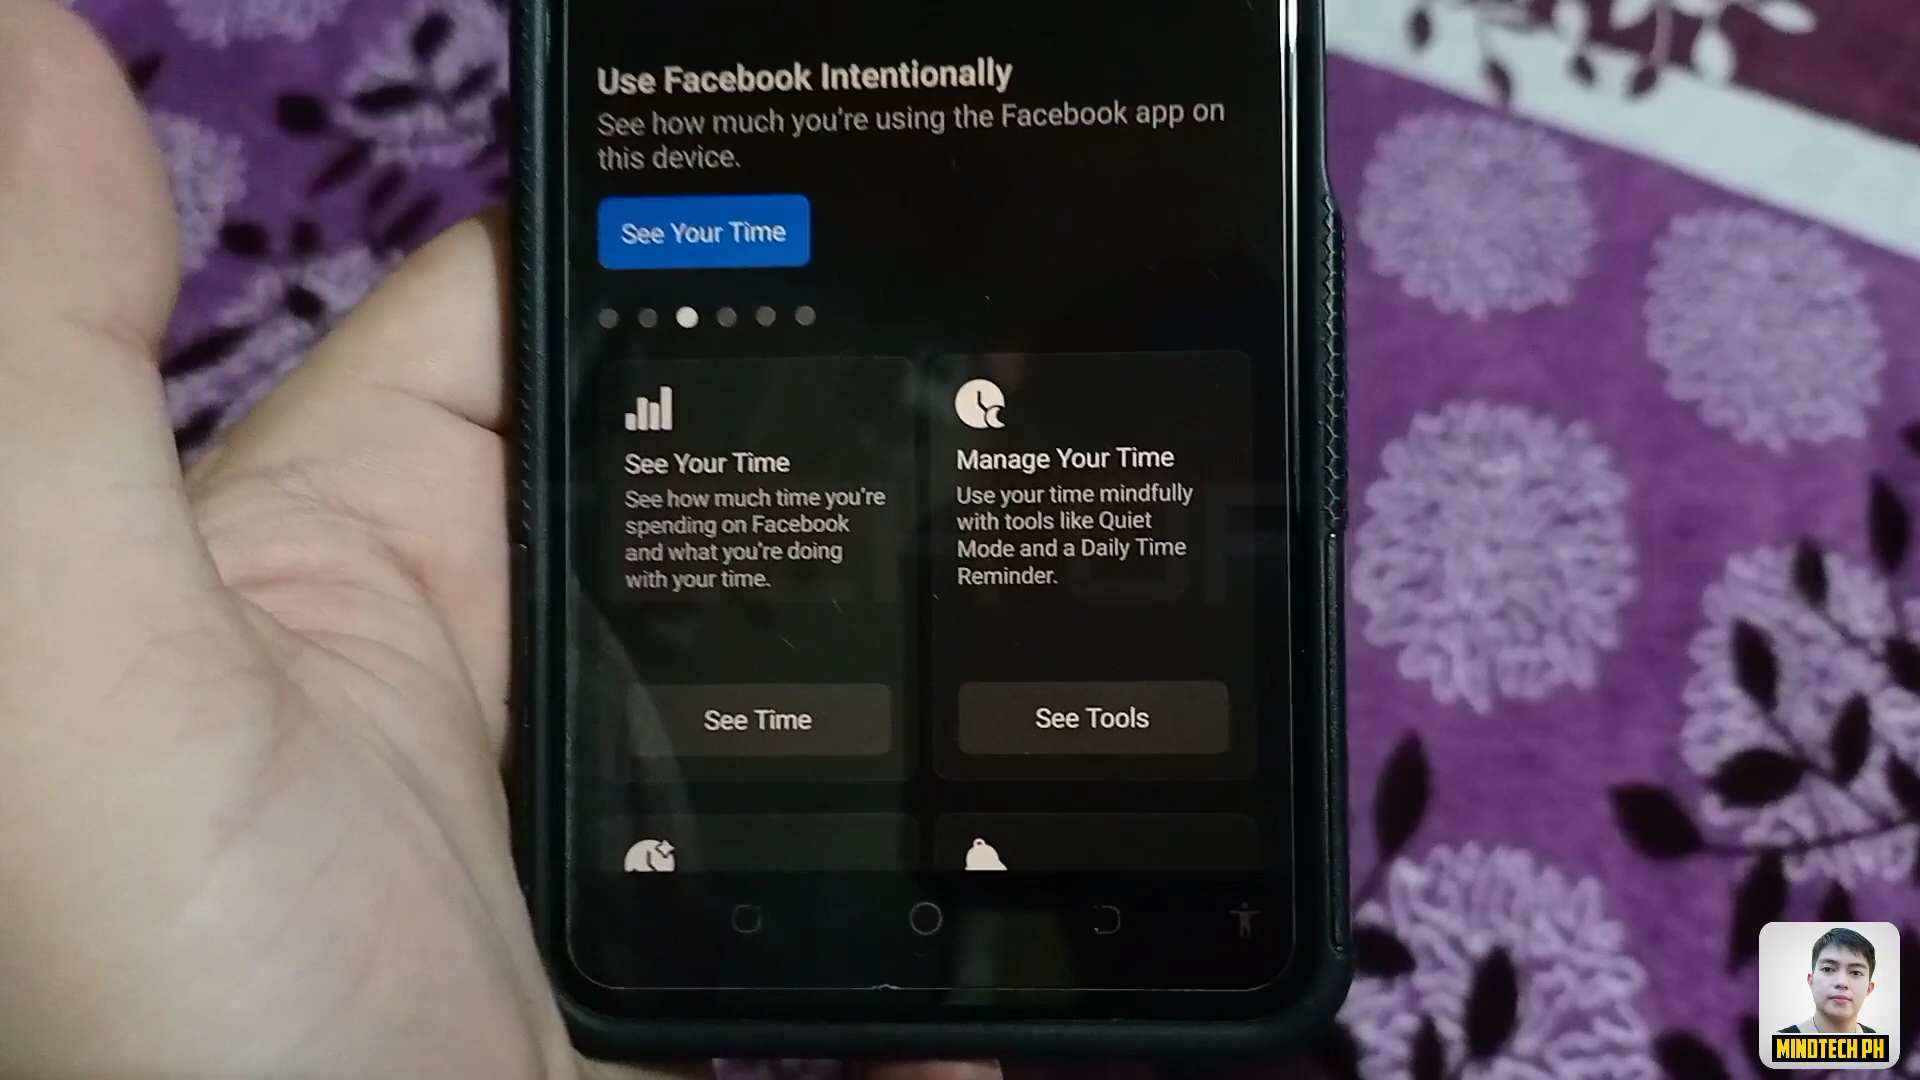 Use Facebook Intentionally
See how much you're using the Facebook app on
this device.
See Your Time
See Your Time
See how much time you're
spending on Facebook
and what you're doing
with your time.
See Time
Manage Your Time
Use your time mindfully
with tools like Quiet
Mode and a Daily Time
Reminder.
See Tools
MINDTECH PH